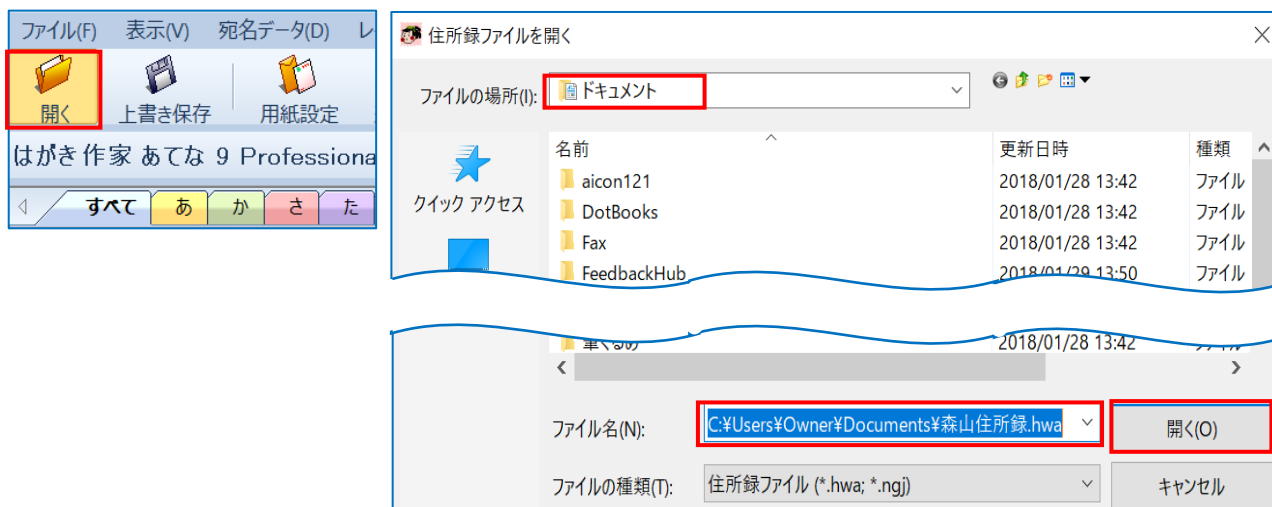 ファイル(F) 表示(V) 宛名データ(D) レ
開く 上書き保存 用紙設定
はがき作家 あてな 9 Professiona
すべて あ か さ た
住所録ファイルを開く
ファイルの場所(I): ドキュメント
名前 更新日時 種類
クイック アクセス
aicon121 2018/01/28 13:42 ファイル
DotBooks 2018/01/28 13:42 ファイル
Fax 2018/01/28 13:42 ファイル
FeedbackHub 2018/01/29 13:50 ファイル
筆ぐるめ 2018/01/28 13:42
ファイル名(N): C:¥Users¥Owner¥Documents¥森山住所録.hwa 開く(O)
ファイルの種類(T): 住所録ファイル (*.hwa; *.ngj) キャンセル